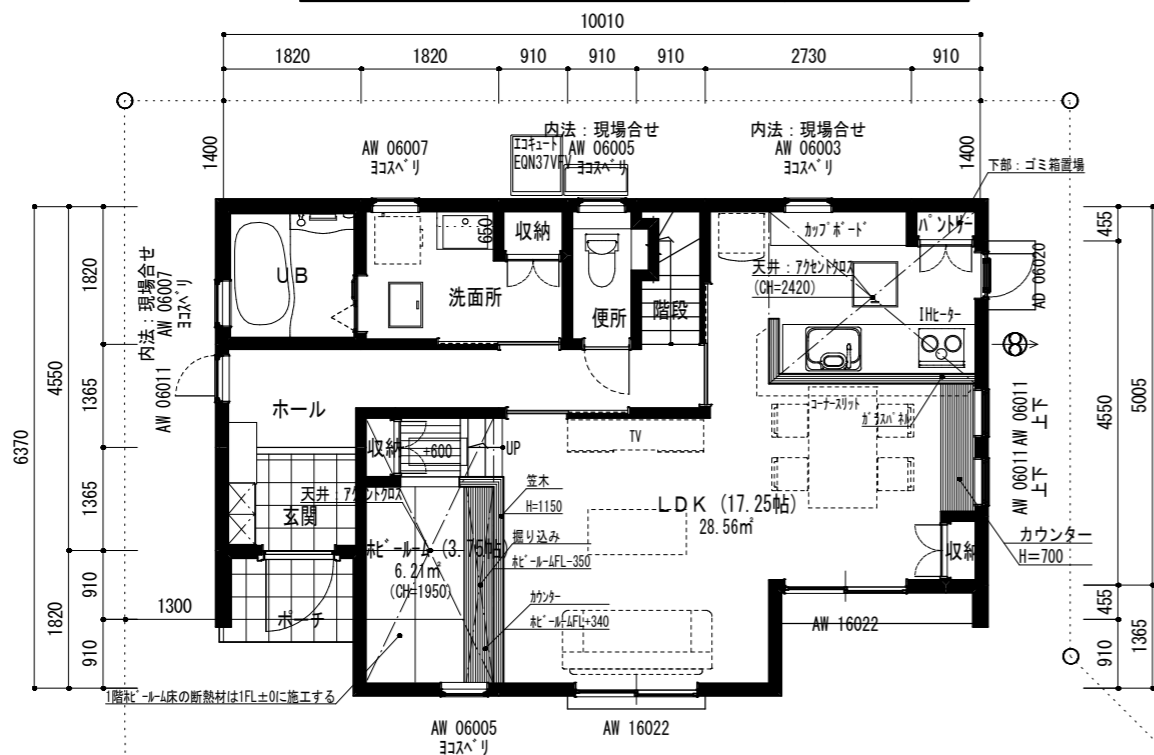 10010
1820
1820
910
910
910
2730
910
1400
1400
AW 06007
ヨコスベリ
エコキュート
EQN37VFV
内法：現場合せ
AW 06005
ヨコスベリ
内法：現場合せ
AW 06003
ヨコスベリ
下部：ゴミ箱置場
内法：現場合せ
AW 06007
ヨコスベリ
AW 06011
UB
洗面所
650
収納
便所
階段
カップボード
パントリー
天井：アクセントクロス
(CH=2420)
IHヒーター
AD 06020
455
1820
1365
1365
910
910
4550
1820
6370
455
4550
5005
455
910
1365
ホール
収納
±600
UP
TV
コーナースリット
ガラスパネル
AW 06011
上下
AW 06011
上下
天井：アクセントクロス
玄関
笠木
H=1150
LDK (17.25帖)
28.56㎡
掘り込み
ホビールームFL-350
ホビールーム (3.75帖)
6.21㎡
(CH=1950)
カウンター
ホビールームFL+340
収納
カウンター
H=700
1300
ポーチ
AW 16022
1階ホビールーム床の断熱材は1FL±0に施工する
AW 06005
ヨコスベリ
AW 16022